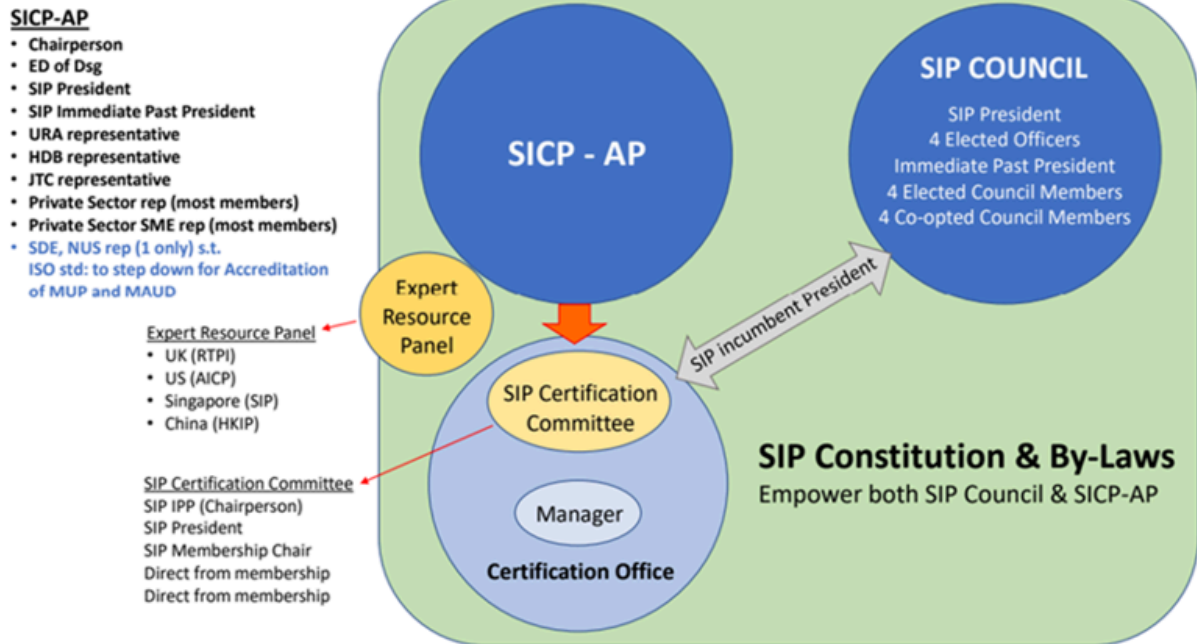 SICP-AP
• Chairperson
• ED of Dsg
• SIP President
• SIP Immediate Past President
• URA representative
• HDB representative
• JTC representative
• Private Sector rep (most members)
• Private Sector SME rep (most members)
• SDE, NUS rep (1 only) s.t.
ISO std: to step down for Accreditation
of MUP and MAUD
Expert Resource Panel
• UK (RTPI)
• US (AICP)
• Singapore (SIP)
• China (HKIP)
SIP Certification Committee
SIP IPP (Chairperson)
SIP President
SIP Membership Chair
Direct from membership
Direct from membership
SICP - AP
Expert
Resource
Panel
SIP Certification
Committee
Manager
Certification Office
SIP COUNCIL
SIP President
4 Elected Officers
Immediate Past President
4 Elected Council Members
4 Co-opted Council Members
SIP incumbent President
SIP Constitution & By-Laws
Empower both SIP Council & SICP-AP